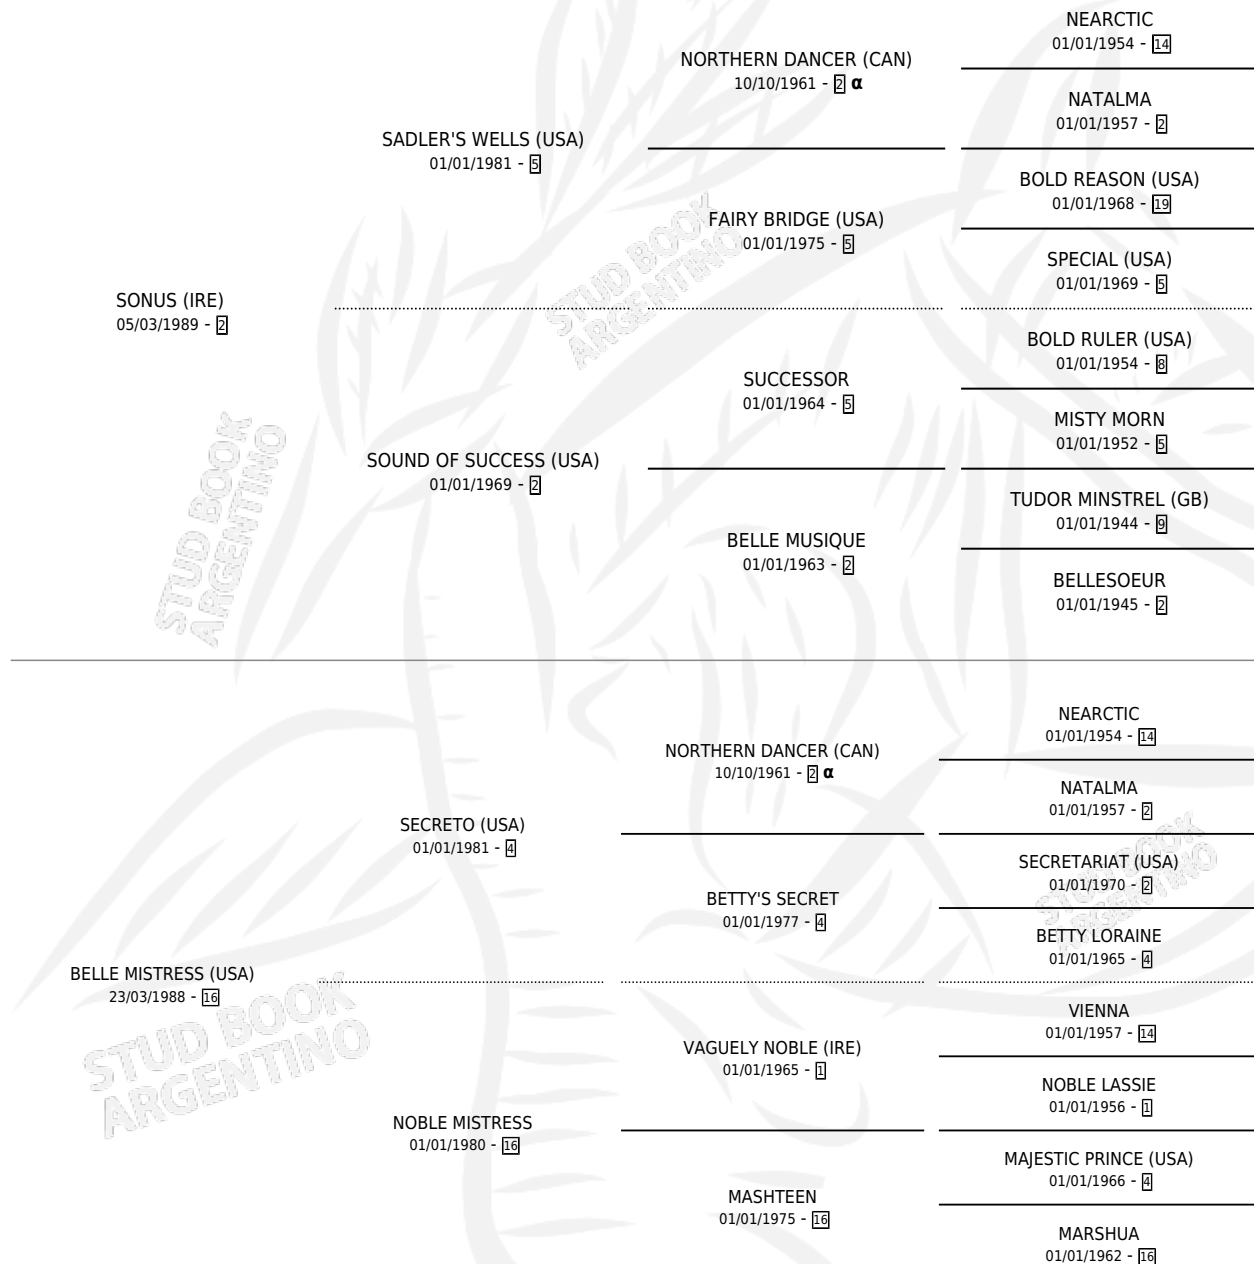 NEARCTIC
01/01/1954 - 14
NORTHERN DANCER (CAN)
10/10/1961 - 2 α
NATALMA
01/01/1957 - 2
SADLER'S WELLS (USA)
01/01/1981 - 5
BOLD REASON (USA)
01/01/1968 - 19
FAIRY BRIDGE (USA)
01/01/1975 - 5
SPECIAL (USA)
01/01/1969 - 5
SONUS (IRE)
05/03/1989 - 2
BOLD RULER (USA)
01/01/1954 - 8
SUCCESSOR
01/01/1964 - 5
MISTY MORN
01/01/1952 - 5
SOUND OF SUCCESS (USA)
01/01/1969 - 2
TUDOR MINSTREL (GB)
01/01/1944 - 9
BELLE MUSIQUE
01/01/1963 - 2
BELLESOEUR
01/01/1945 - 2
STUD BOOK
ARGENTINO
STUD BOOK
ARGENTINO
NEARCTIC
01/01/1954 - 14
NORTHERN DANCER (CAN)
10/10/1961 - 2 α
NATALMA
01/01/1957 - 2
SECRETO (USA)
01/01/1981 - 4
SECRETARIAT (USA)
01/01/1970 - 2
BETTY'S SECRET
01/01/1977 - 4
BETTY LORAINE
01/01/1965 - 4
BELLE MISTRESS (USA)
23/03/1988 - 16
VIENNA
01/01/1957 - 14
VAGUELY NOBLE (IRE)
01/01/1965 - 1
NOBLE LASSIE
01/01/1956 - 1
NOBLE MISTRESS
01/01/1980 - 16
MAJESTIC PRINCE (USA)
01/01/1966 - 4
MASHTEEN
01/01/1975 - 16
MARSHUA
01/01/1962 - 16
STUD BOOK
ARGENTINO
STUD BOOK
ARGENTINO